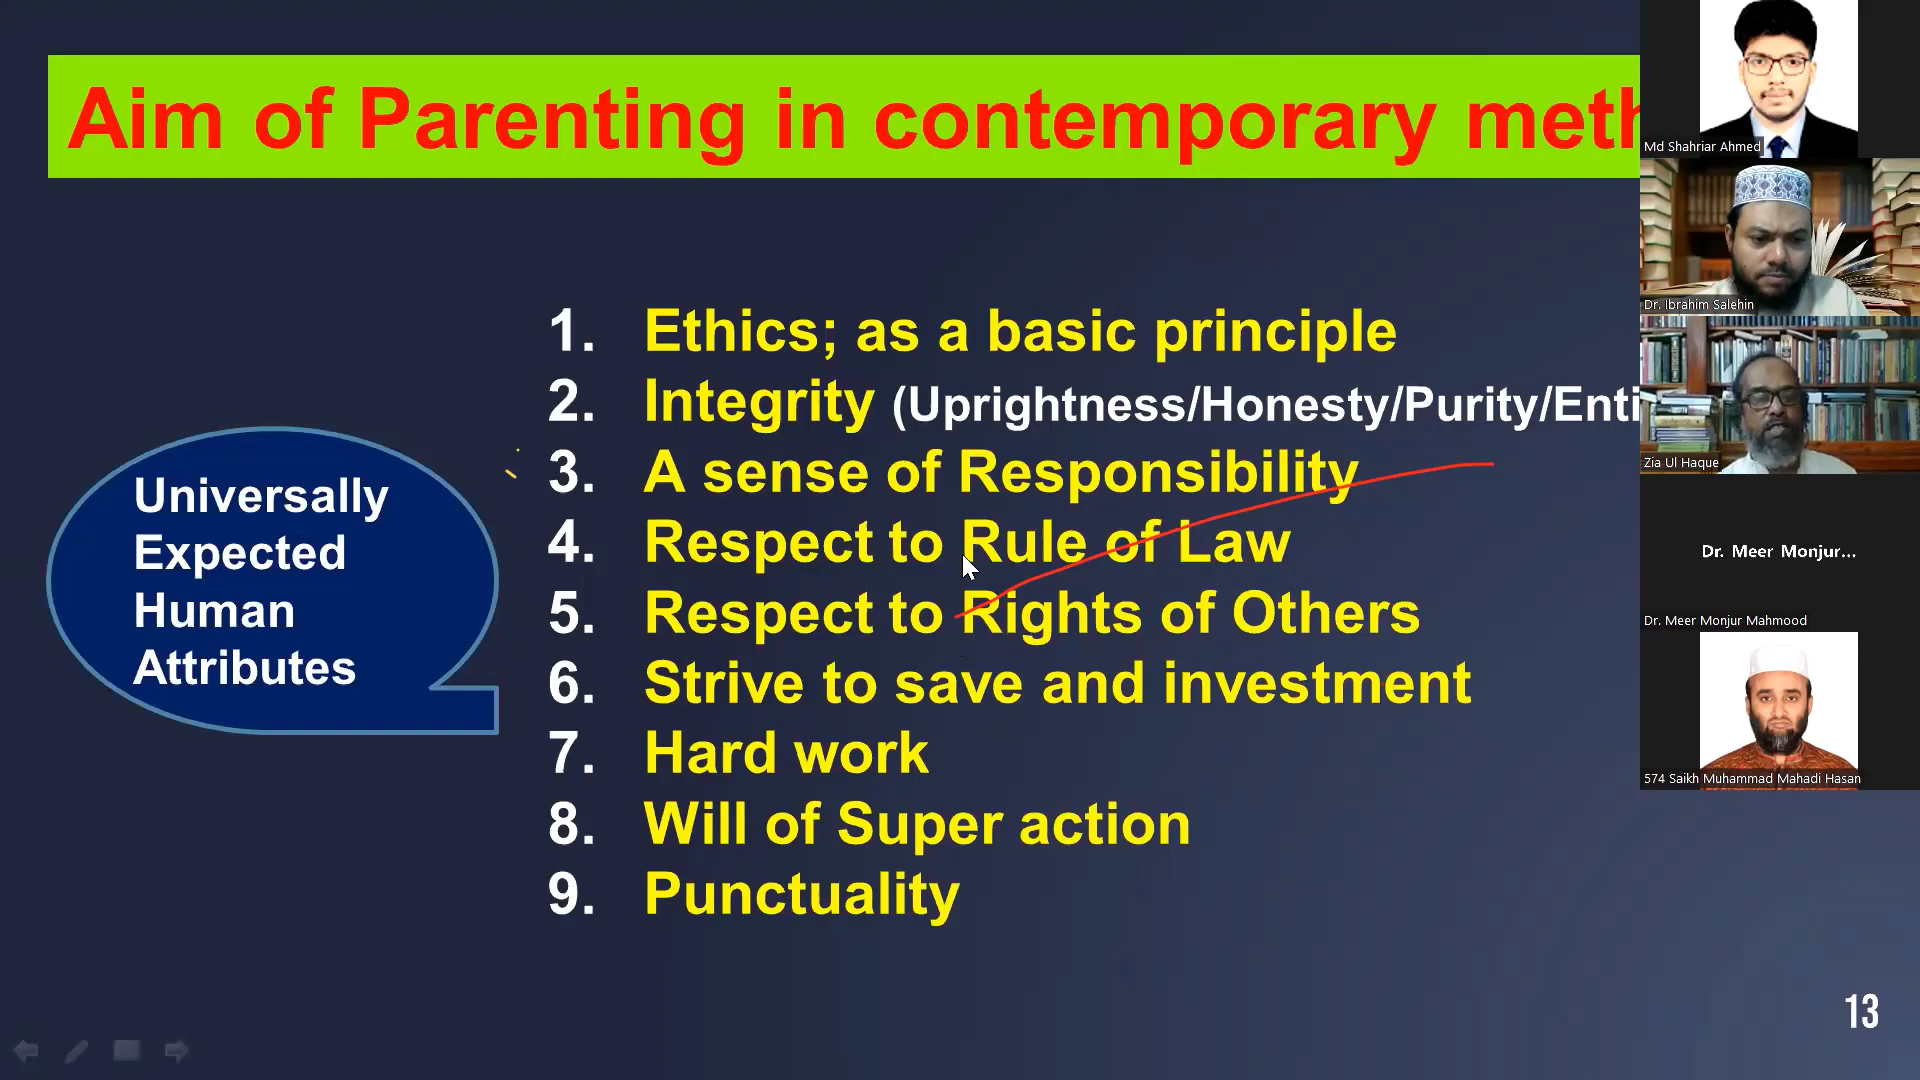 Aim of Parenting in contemporary meth
1. Ethics; as a basic principle
2. Integrity (Uprightness/Honesty/Purity/Enti
3. A sense of Responsibility
4. Respect to Rule of Law
5. Respect to Rights of Others
6. Strive to save and investment
7. Hard work
8. Will of Super action
9. Punctuality
Universally
Expected
Human
Attributes
13
Md Shahriar Ahmed
Dr. Ibrahim Salehin
Zia Ul Haque
Dr. Meer Monjur...
Dr. Meer Monjur Mahmood
574 Saikh Muhammad Mahadi Hasan